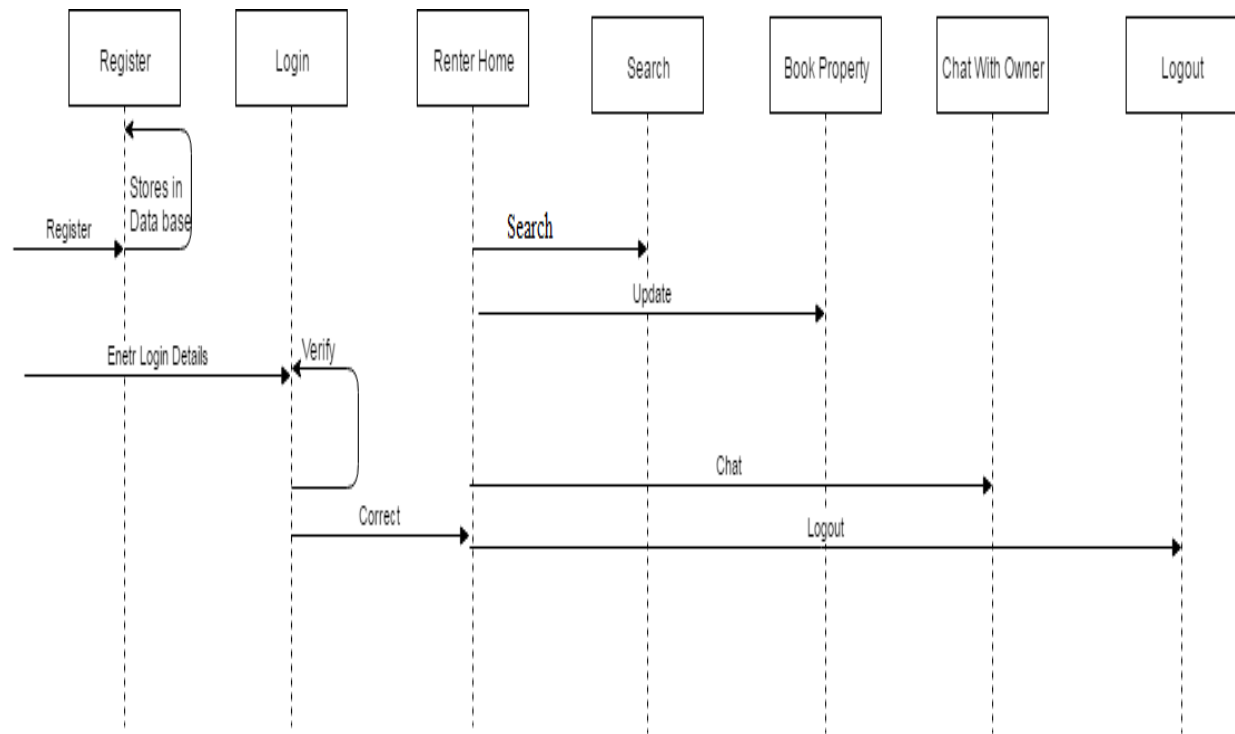 Register
Login
Renter Home
Search
Book Property
Chat With Owner
Logout
Stores in
Data base
Register
Search
Update
Enetr Login Details
Verify
Chat
Correct
Logout